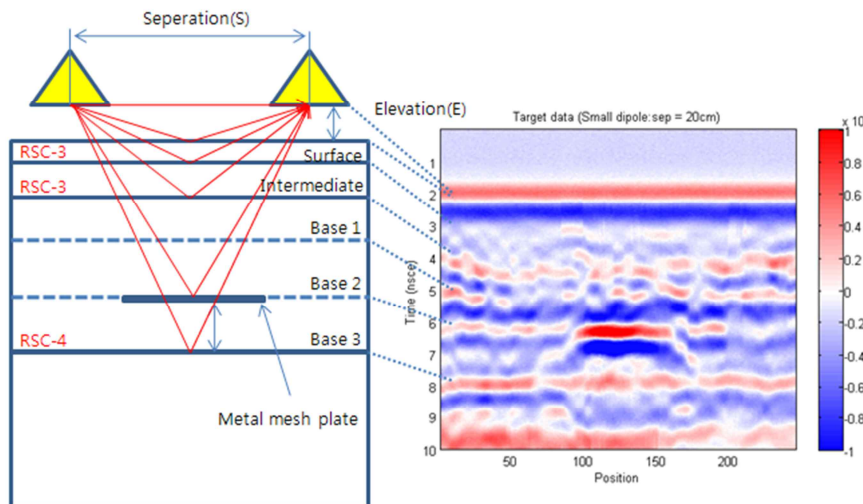 Seperation(S)
Elevation(E)
RSC-3
Surface
RSC-3
Intermediate
Base 1
Base 2
RSC-4
Base 3
Metal mesh plate
Target data (Small dipole:sep = 20cm)
Time (nsce)
1
2
3
4
5
6
7
8
9
10
50
100
150
200
Position
x 10
1
0.8
0.6
0.4
0.2
0
-0.2
-0.4
-0.6
-0.8
-1